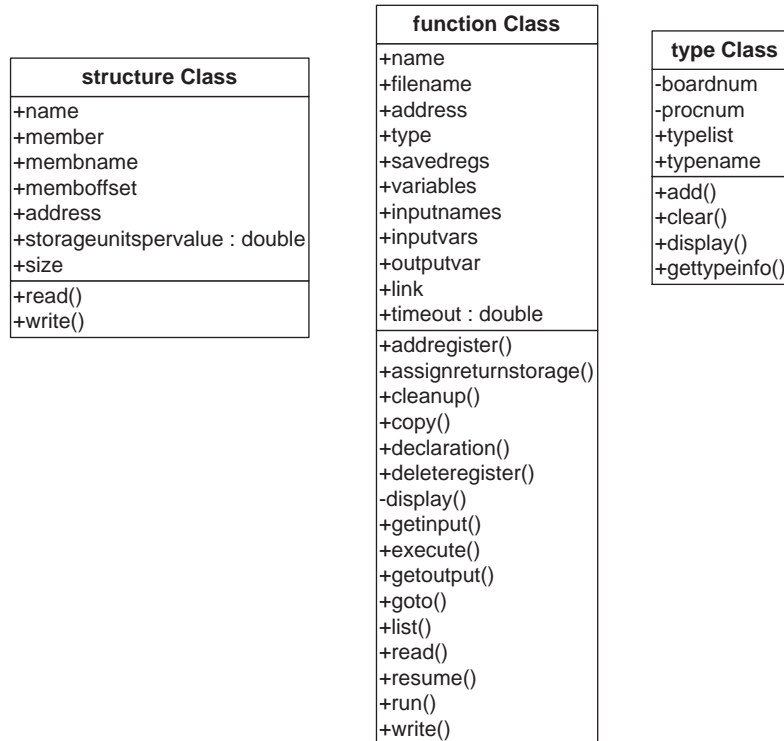 structure Class
+name
+member
+membname
+memboffset
+address
+storageunitspervalue : double
+size
+read()
+write()
function Class
+name
+filename
+address
+type
+savedregs
+variables
+inputnames
+inputvars
+outputvar
+link
+timeout : double
+addregister()
+assignreturnstorage()
+cleanup()
+copy()
+declaration()
+deleteregister()
-display()
+getinput()
+execute()
+getoutput()
+goto()
+list()
+read()
+resume()
+run()
+write()
type Class
-boardnum
-procnum
+typelist
+typename
+add()
+clear()
+display()
+gettypeinfo()